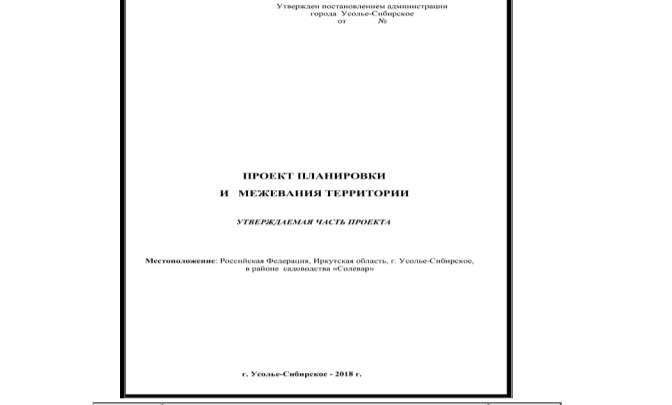 Утвержден постановлением администрации
города Усолье-Сибирское
от №
ПРОЕКТ ПЛАНИРОВКИ
И МЕЖЕВАНИЯ ТЕРРИТОРИИ
УТВЕРЖДАЕМАЯ ЧАСТЬ ПРОЕКТА
Местоположение: Российская Федерация, Иркутская область, г. Усолье-Сибирское,
в районе садоводства «Солевар»
г. Усолье-Сибирское - 2018 г.